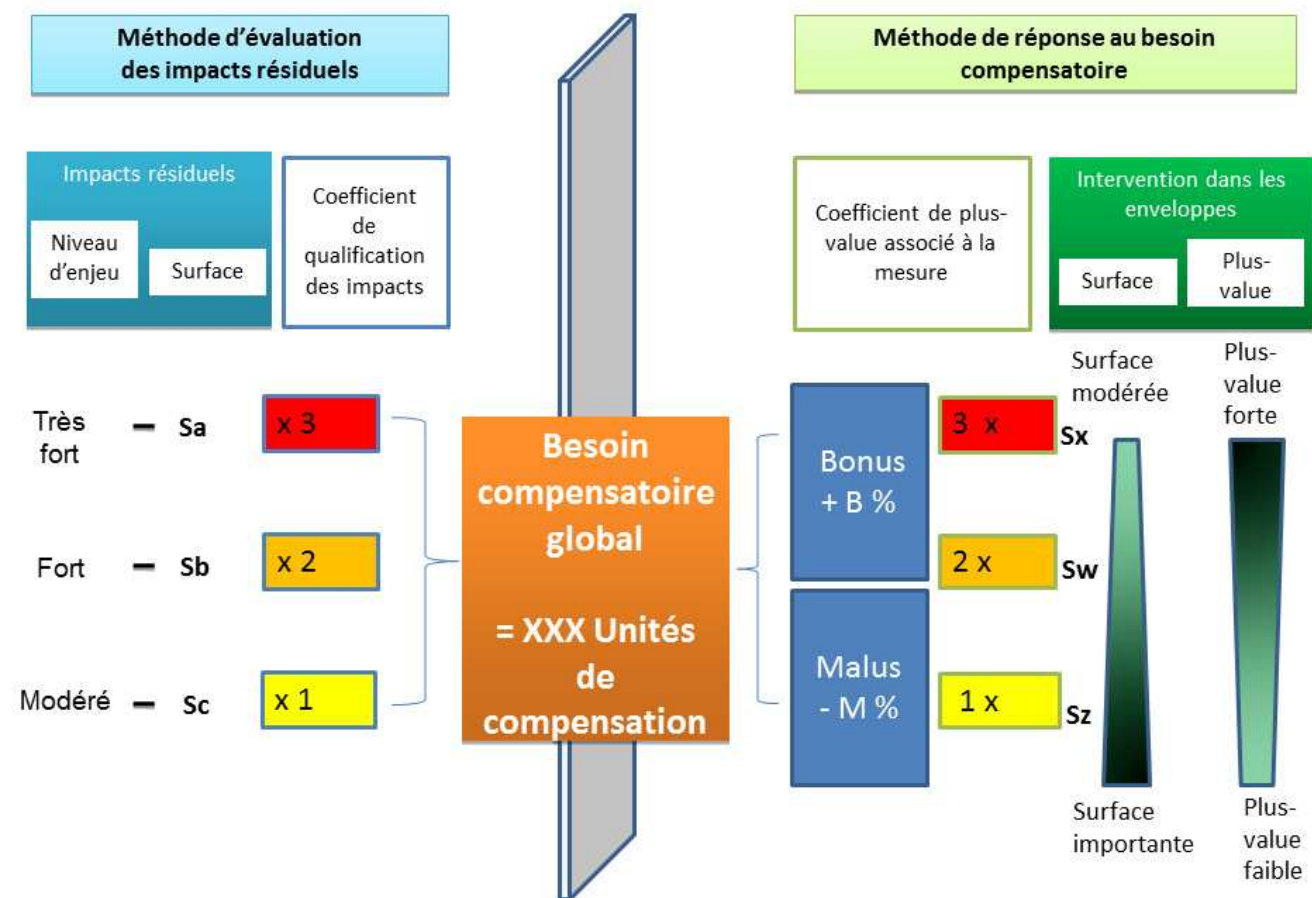 Méthode d'évaluation
des impacts résiduels
Méthode de réponse au besoin
compensatoire
Impacts résiduels
Niveau
d'enjeu
Surface
Coefficient
de
qualification
des impacts
Coefficient de plus-
value associé à la
mesure
Intervention dans les
enveloppes
Surface
Plus-
value
Très
fort
– Sa
x 3
Fort
– Sb
x 2
Modéré
– Sc
x 1
Besoin
compensatoire
global
= XXX Unités
de
compensation
Bonus
+ B %
Malus
- M %
3 x
Sx
2 x
Sw
1 x
Sz
Surface
modérée
Plus-
value
forte
Surface
importante
Plus-
value
faible